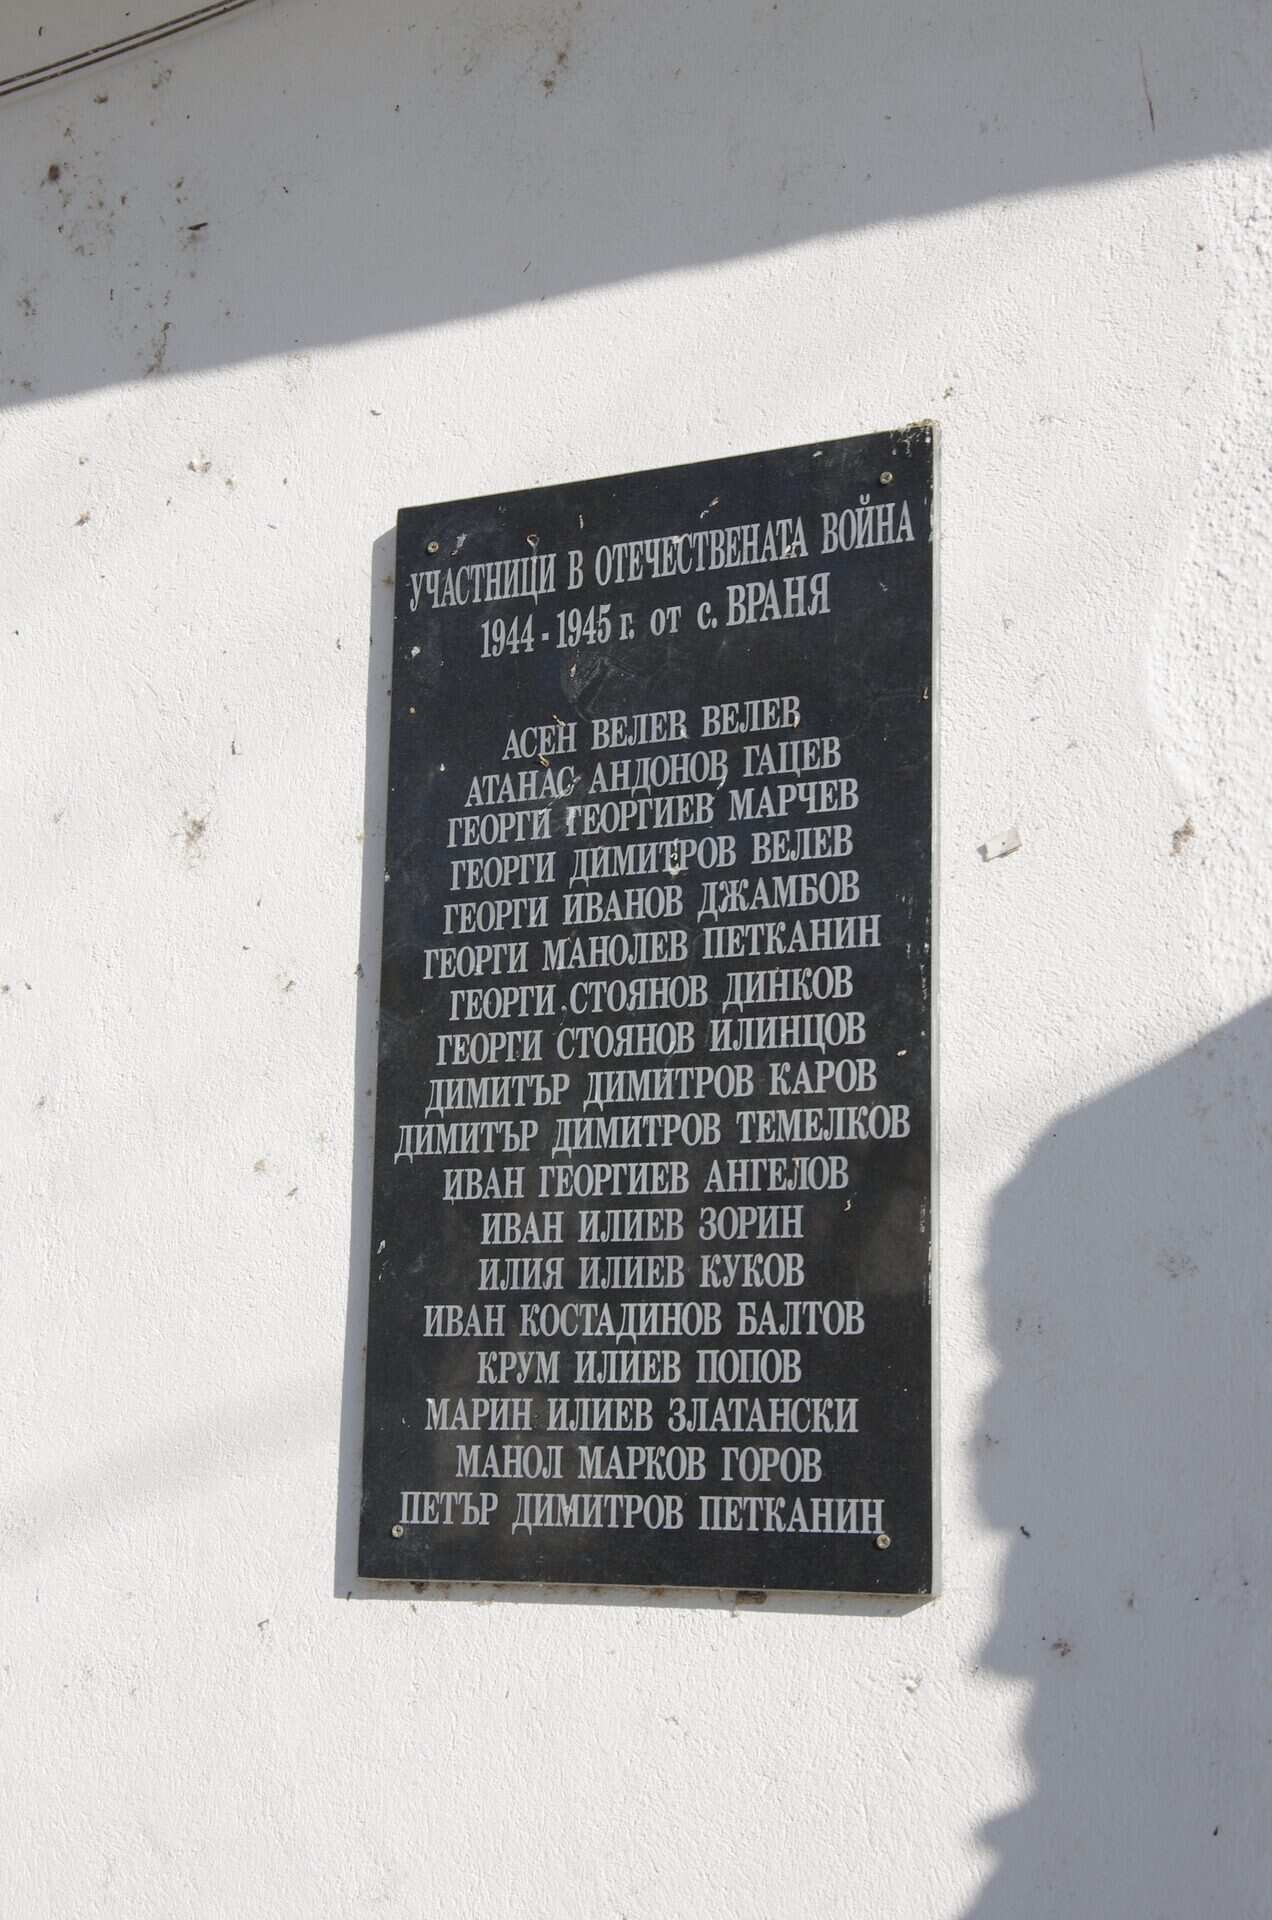 УЧАСТНИЦИ В ОТЕЧЕСТВЕНАТА ВОЙНА
1944 - 1945 г. от с. ВРАНЯ
АСЕН ВЕЛЕВ ВЕЛЕВ
АТАНАС АНДОНОВ ГАЦЕВ
ГЕОРГИ ГЕОРГИЕВ МАРЧЕВ
ГЕОРГИ ДИМИТРОВ ВЕЛЕВ
ГЕОРГИ ИВАНОВ ДЖАМБОВ
ГЕОРГИ МАНОЛЕВ ПЕТКАНИН
ГЕОРГИ СТОЯНОВ ДИНКОВ
ГЕОРГИ СТОЯНОВ ИЛИНЦОВ
ДИМИТЪР ДИМИТРОВ КАРОВ
ДИМИТЪР ДИМИТРОВ ТЕМЕЛКОВ
ИВАН ГЕОРГИЕВ АНГЕЛОВ
ИВАН ИЛИЕВ ЗОРИН
ИЛИЯ ИЛИЕВ КУКОВ
ИВАН КОСТАДИНОВ БАЛТОВ
КРУМ ИЛИЕВ ПОПОВ
МАРИН ИЛИЕВ ЗЛАТАНСКИ
МАНОЛ МАРКОВ ГОРОВ
ПЕТЪР ДИМИТРОВ ПЕТКАНИН